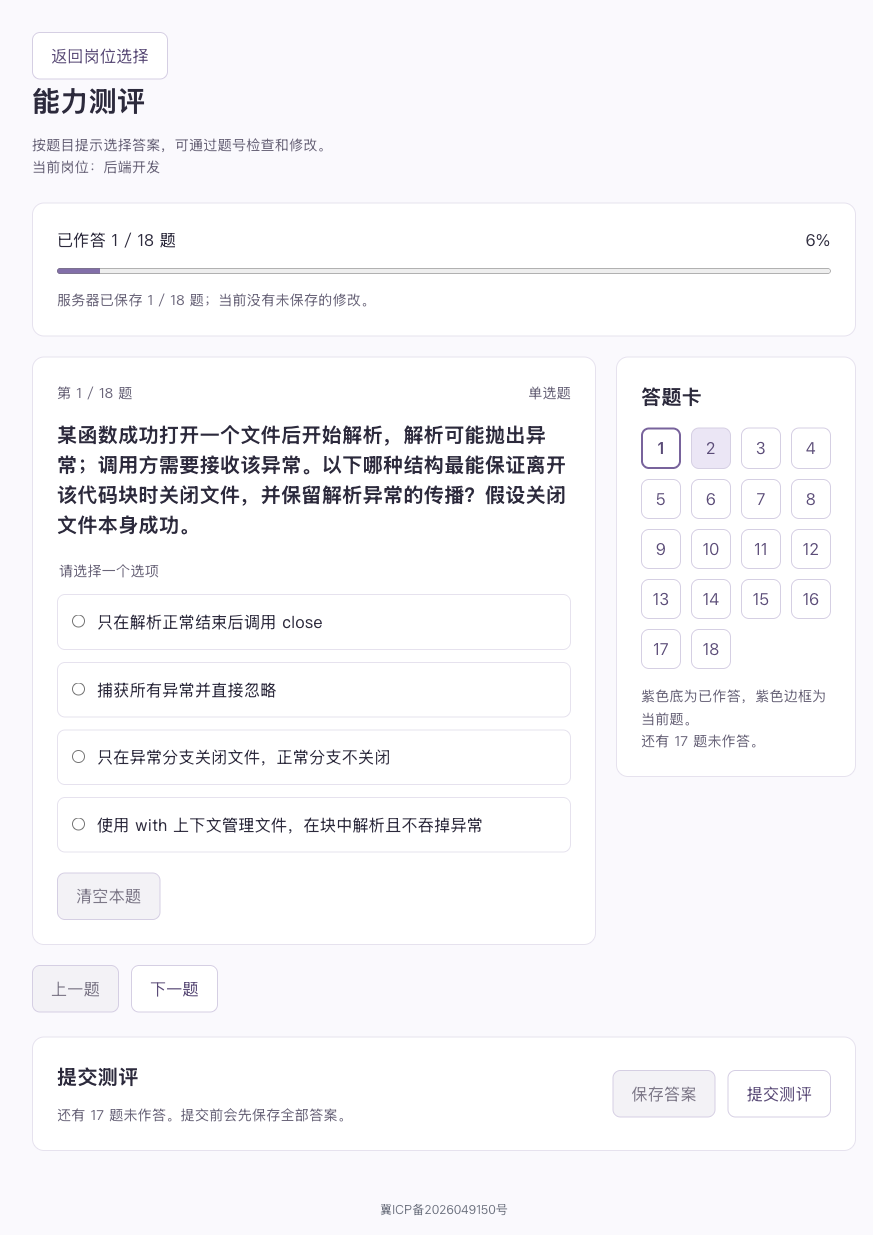 返回岗位选择
能力测评
按题目提示选择答案，可通过题号检查和修改。
当前岗位：后端开发
已作答 1 / 18 题
6%
服务器已保存 1 / 18 题；当前没有未保存的修改。
第 1 / 18 题
单选题
某函数成功打开一个文件后开始解析，解析可能抛出异
常；调用方需要接收该异常。以下哪种结构最能保证离开
该代码块时关闭文件，并保留解析异常的传播？假设关闭
文件本身成功。
请选择一个选项
只在解析正常结束后调用 close
捕获所有异常并直接忽略
只在异常分支关闭文件，正常分支不关闭
使用 with 上下文管理文件，在块中解析且不吞掉异常
清空本题
答题卡
1 2 3 4
5 6 7 8
9 10 11 12
13 14 15 16
17 18
紫色底为已作答，紫色边框为
当前题。
还有 17 题未作答。
上一题
下一题
提交测评
还有 17 题未作答。提交前会先保存全部答案。
保存答案
提交测评
冀ICP备2026049150号